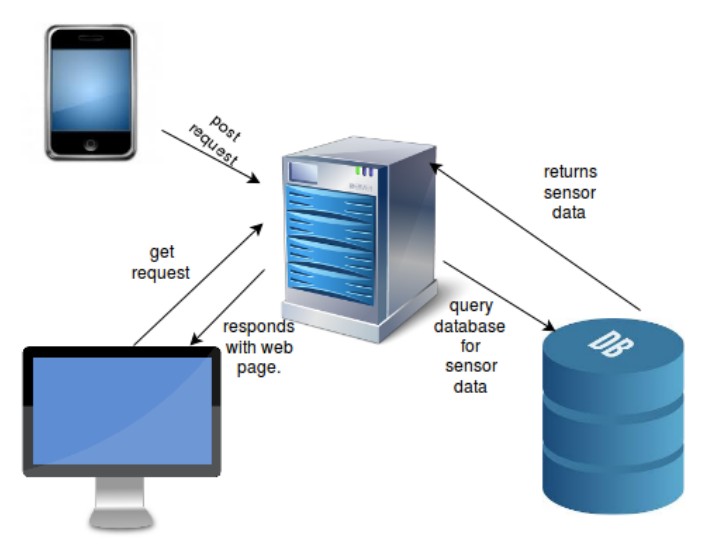 post
request
returns
sensor
data
get
request
responds
with web
page.
query
database
for
sensor
data
DB